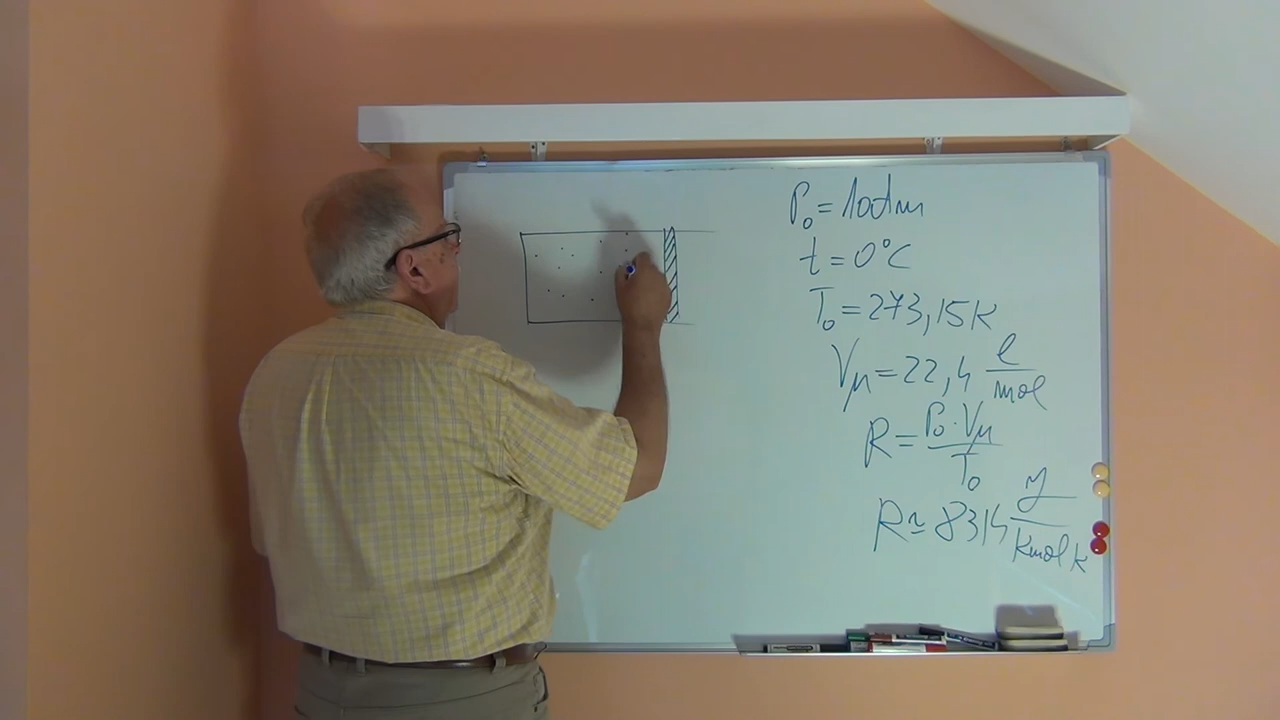 P₀ = 1 atm
t = 0°C
T₀ = 273,15 K
Vμ = 22,4 l/mol
R = P₀·Vμ/T₀
R ≃ 8314 J/kmol K